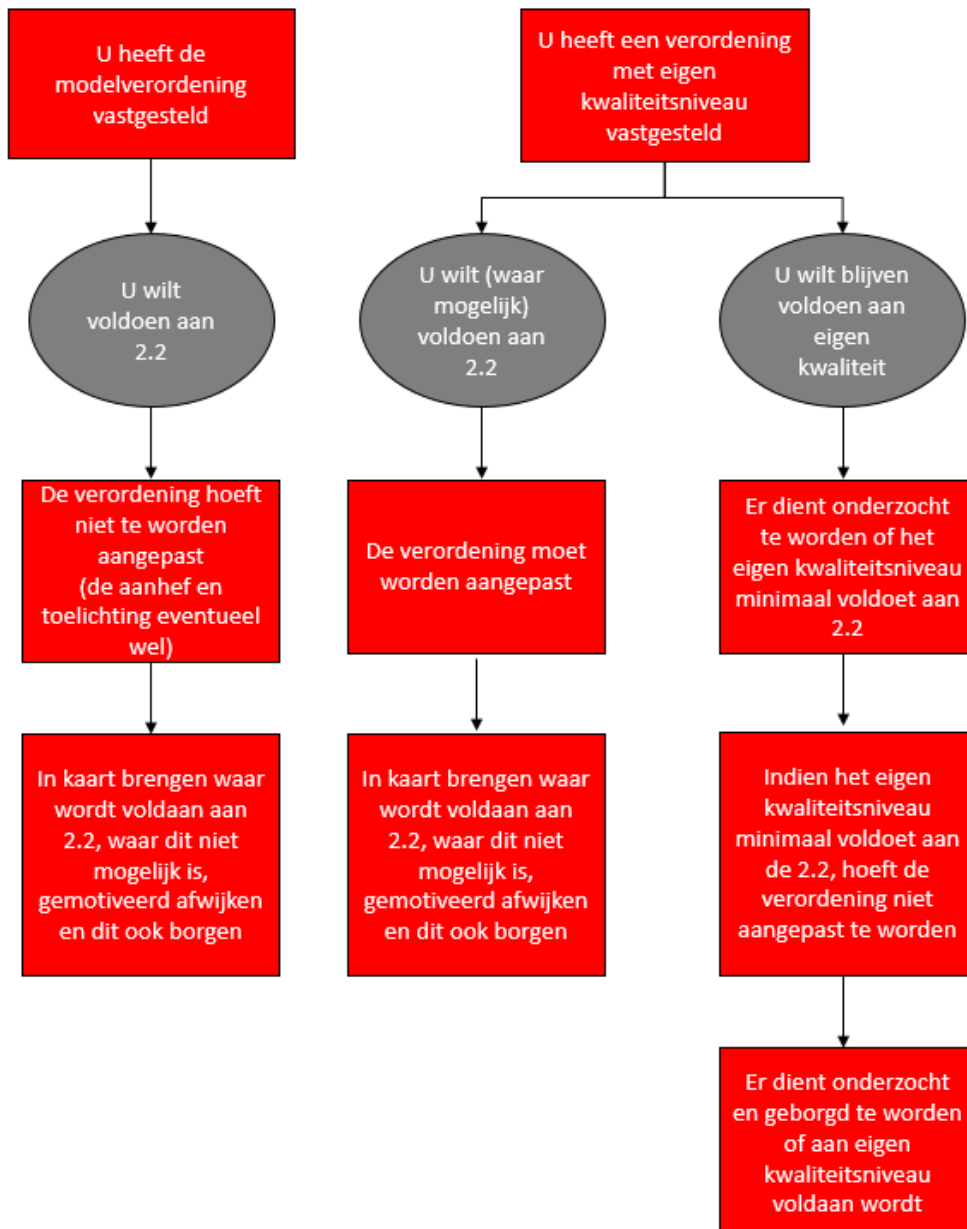 U heeft de
modelverordening
vastgesteld
U heeft een verordening
met eigen
kwaliteitsniveau
vastgesteld
U wilt
voldoen aan
2.2
U wilt (waar
mogelijk)
voldoen aan
2.2
U wilt blijven
voldoen aan
eigen
kwaliteit
De verordening hoeft
niet te worden
aangepast
(de aanhef en
toelichting eventueel
wel)
De verordening moet
worden aangepast
Er dient onderzocht
te worden of het
eigen kwaliteitsniveau
minimaal voldoet aan
2.2
In kaart brengen waar
wordt voldaan aan
2.2, waar dit niet
mogelijk is,
gemotiveerd afwijken
en dit ook borgen
In kaart brengen waar
wordt voldaan aan
2.2, waar dit niet
mogelijk is,
gemotiveerd afwijken
en dit ook borgen
Indien het eigen
kwaliteitsniveau
minimaal voldoet aan
de 2.2, hoeft de
verordening niet
aangepast te worden
Er dient onderzocht
en geborgd te worden
of aan eigen
kwaliteitsniveau
voldaan wordt